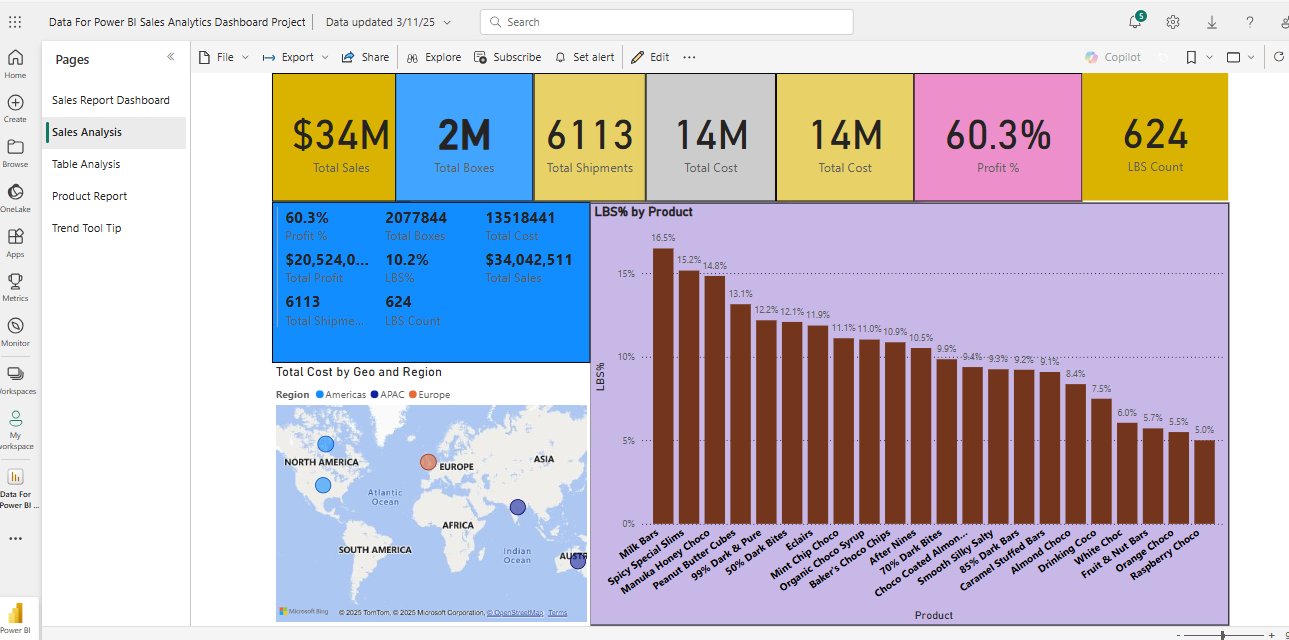 Data For Power BI Sales Analytics Dashboard Project
Data updated 3/11/25
Search
5
?
Home
Create
Browse
OneLake
Apps
Metrics
Monitor
Workspaces
My
workspace
Data For
Power BI ...
Power BI
Pages
Sales Report Dashboard
Sales Analysis
Table Analysis
Product Report
Trend Tool Tip
File
Export
Share
Explore
Subscribe
Set alert
Edit
Copilot
$34M
Total Sales
2M
Total Boxes
6113
Total Shipments
14M
Total Cost
14M
Total Cost
60.3%
Profit %
624
LBS Count
60.3% 2077844 13518441
Profit % Total Boxes Total Cost
$20,524,0... 10.2% $34,042,511
Total Profit LBS% Total Sales
6113 624
Total Shipme... LBS Count
Total Cost by Geo and Region
Region Americas APAC Europe
NORTH AMERICA
EUROPE
ASIA
Atlantic
Ocean
AFRICA
SOUTH AMERICA
Indian
Ocean
AUSTR
Microsoft Bing
© 2025 TomTom, © 2025 Microsoft Corporation, © OpenStreetMap Terms
LBS% by Product
LBS%
15%
10%
5%
0%
16.5% 15.2% 14.8% 13.1% 12.2% 12.1% 11.9% 11.1% 11.0% 10.9% 10.5% 9.9% 9.4% 9.3% 9.2% 9.1% 8.4% 7.5% 6.0% 5.7% 5.5% 5.0%
Milk Bars
Spicy Special Slims
Manuka Honey Choco
Peanut Butter Cubes
99% Dark & Pure
50% Dark Bites
Eclairs
Mint Chip Choco
Organic Choco Syrup
Baker's Choco Chips
After Nines
70% Dark Bites
Choco Coated Almon...
Smooth Silky Salty
85% Dark Bars
Caramel Stuffed Bars
Almond Choco
Drinking Coco
White Choc
Fruit & Nut Bars
Orange Choco
Raspberry Choco
Product